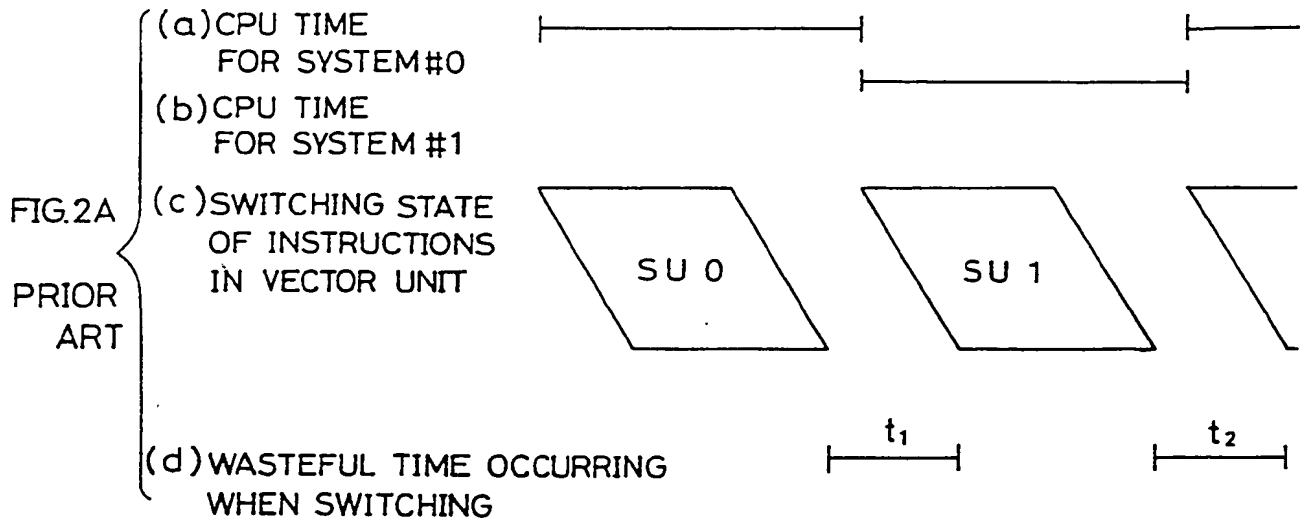 (a) CPU TIME
FOR SYSTEM #0
(b) CPU TIME
FOR SYSTEM #1
FIG.2A
PRIOR
ART
(c) SWITCHING STATE
OF INSTRUCTIONS
IN VECTOR UNIT
SU 0
SU 1
t₁
t₂
(d) WASTEFUL TIME OCCURRING
WHEN SWITCHING